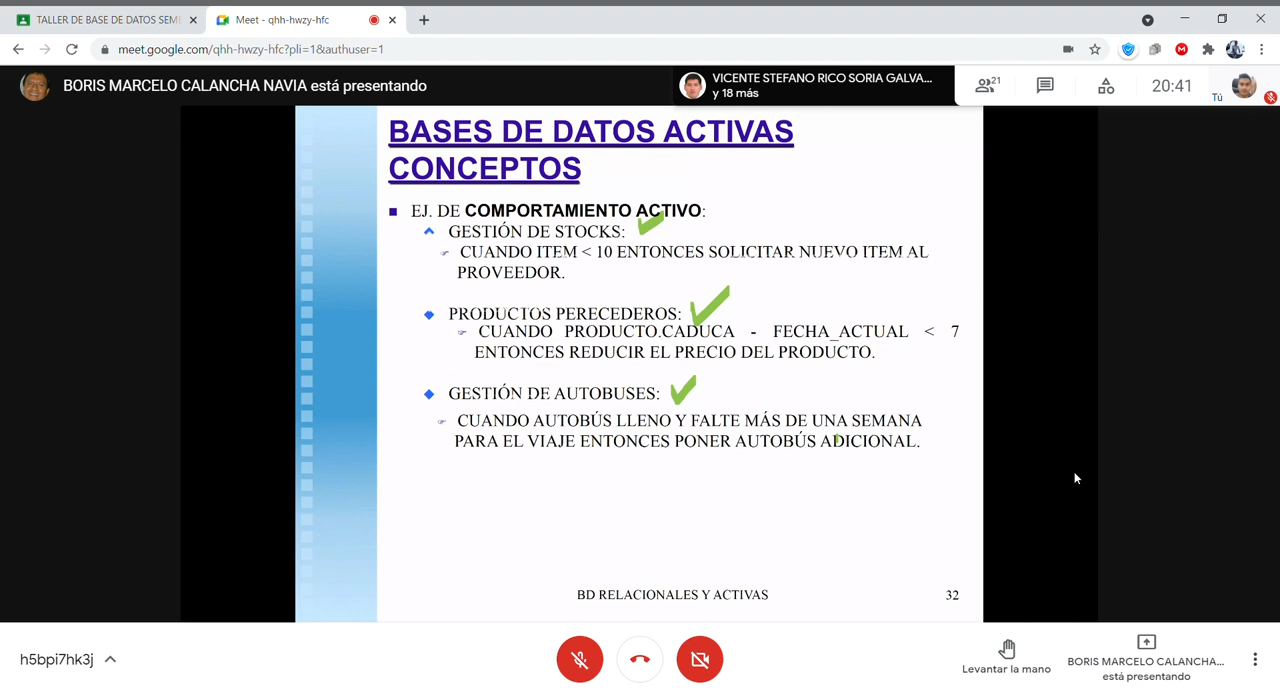 TALLER DE BASE DE DATOS SEME
Meet - qhh-hwzy-hfc
meet.google.com/qhh-hwzy-hfc?pli=1&authuser=1
BORIS MARCELO CALANCHA NAVIA está presentando
VICENTE STEFANO RICO SORIA GALVA...
y 18 más
21
20:41
Tú
BASES DE DATOS ACTIVAS
CONCEPTOS
EJ. DE COMPORTAMIENTO ACTIVO:
GESTIÓN DE STOCKS:
CUANDO ITEM < 10 ENTONCES SOLICITAR NUEVO ITEM AL
PROVEEDOR.
PRODUCTOS PERECEDEROS:
CUANDO PRODUCTO.CADUCA - FECHA_ACTUAL < 7
ENTONCES REDUCIR EL PRECIO DEL PRODUCTO.
GESTIÓN DE AUTOBUSES:
CUANDO AUTOBÚS LLENO Y FALTE MÁS DE UNA SEMANA
PARA EL VIAJE ENTONCES PONER AUTOBÚS ADICIONAL.
BD RELACIONALES Y ACTIVAS
32
h5bpi7hk3j
Levantar la mano
BORIS MARCELO CALANCHA...
está presentando